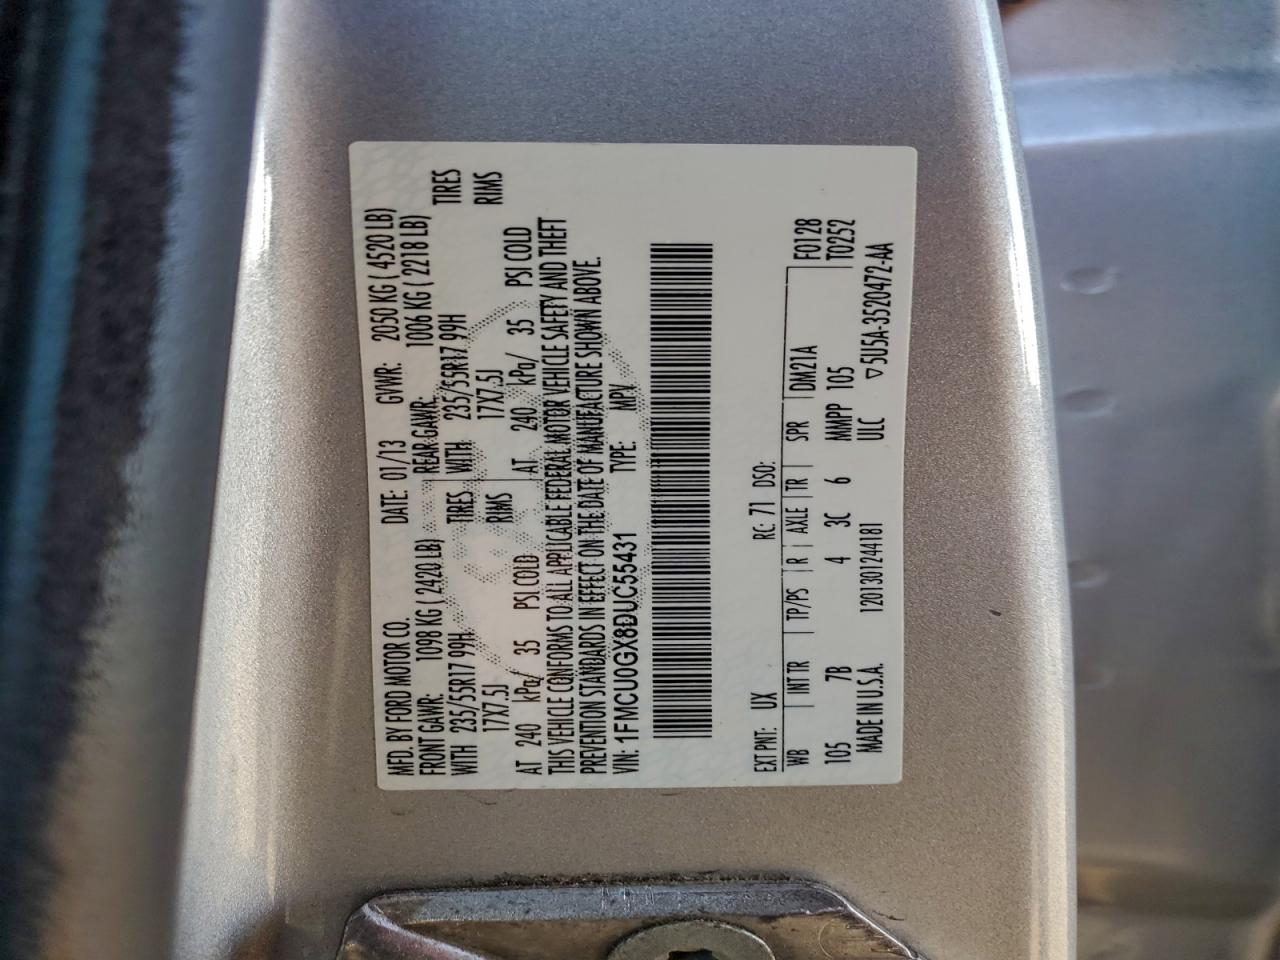 MFD. BY FORD MOTOR CO. DATE: 01/13 GVWR: 2050 KG ( 4520 LB)
FRONT GAWR: 1098 KG ( 2420 LB) REAR GAWR: 1006 KG ( 2218 LB)
WITH 235/55R17 99H TIRES WITH 235/55R17 99H TIRES
17X7.5J RIMS 17X7.5J RIMS
AT 240 kPa/ 35 PSI COLD AT 240 kPa/ 35 PSI COLD
THIS VEHICLE CONFORMS TO ALL APPLICABLE FEDERAL MOTOR VEHICLE SAFETY AND THEFT
PREVENTION STANDARDS IN EFFECT ON THE DATE OF MANUFACTURE SHOWN ABOVE.
VIN: 1FMCU0GX8DUC55431 TYPE: MPV
EXT PNT: UX RC: 71 DSO:
WB INT TR TP/PS R AXLE TR SPR DM21A F0128
105 7B 4 3C 6 MMMPP 105 T0252
MADE IN U.S.A. 1201301244181 ULC ▽5U5A-3520472-AA